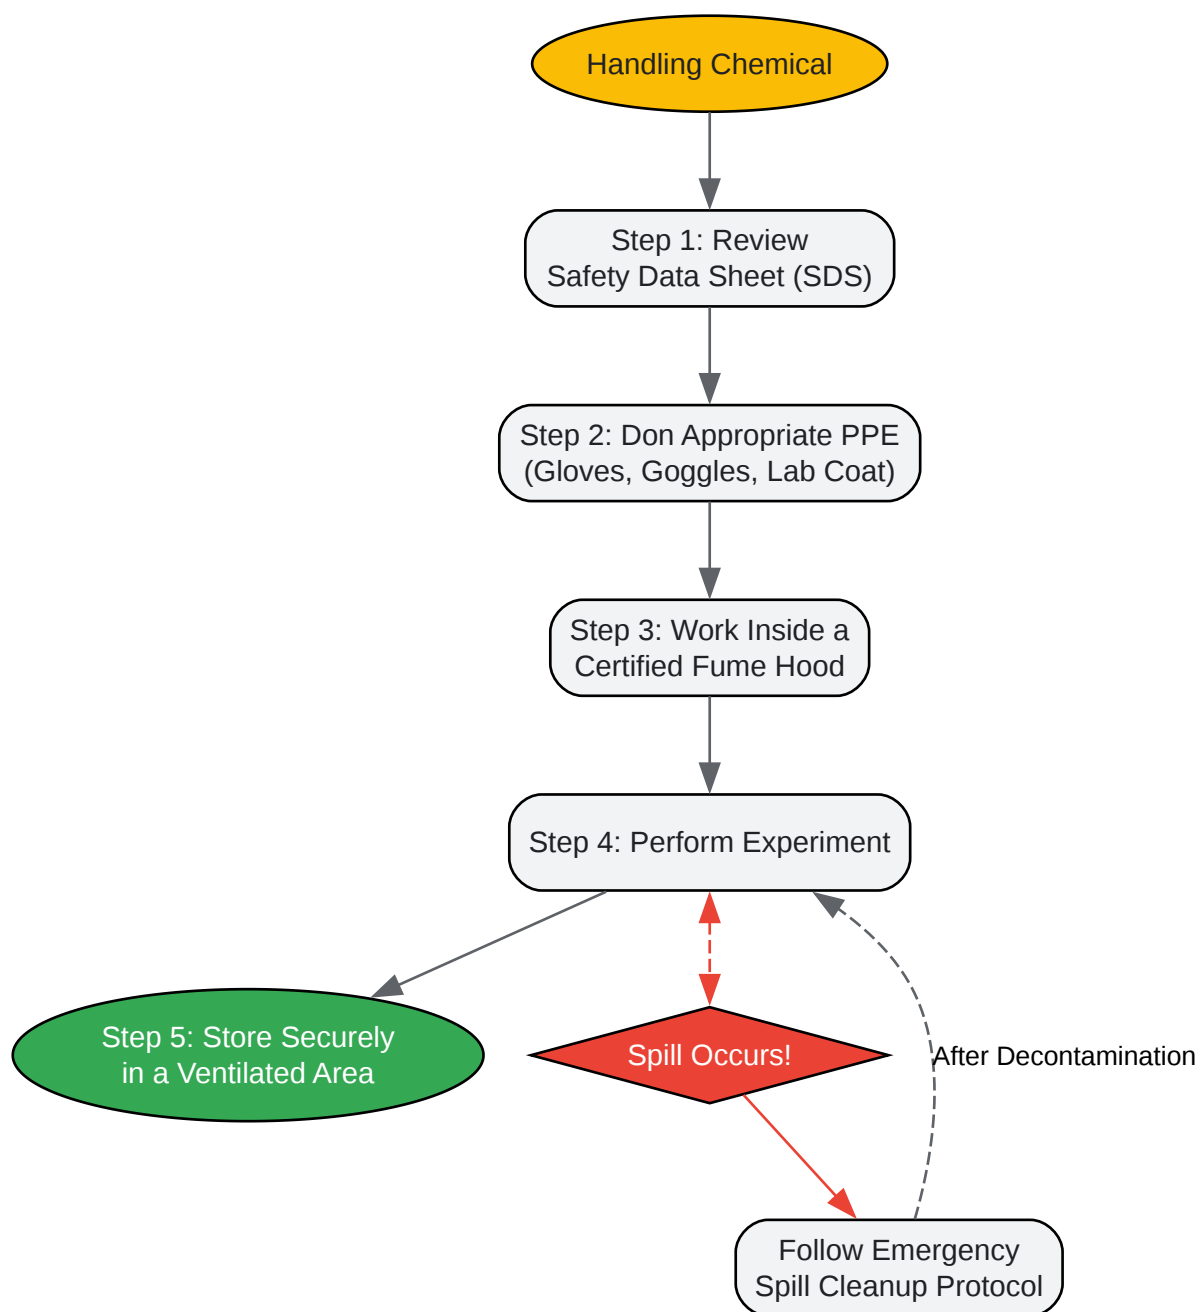 Handling Chemical
Step 1: Review
Safety Data Sheet (SDS)
Step 2: Don Appropriate PPE
(Gloves, Goggles, Lab Coat)
Step 3: Work Inside a
Certified Fume Hood
Step 4: Perform Experiment
Step 5: Store Securely
in a Ventilated Area
Spill Occurs!
After Decontamination
Follow Emergency
Spill Cleanup Protocol